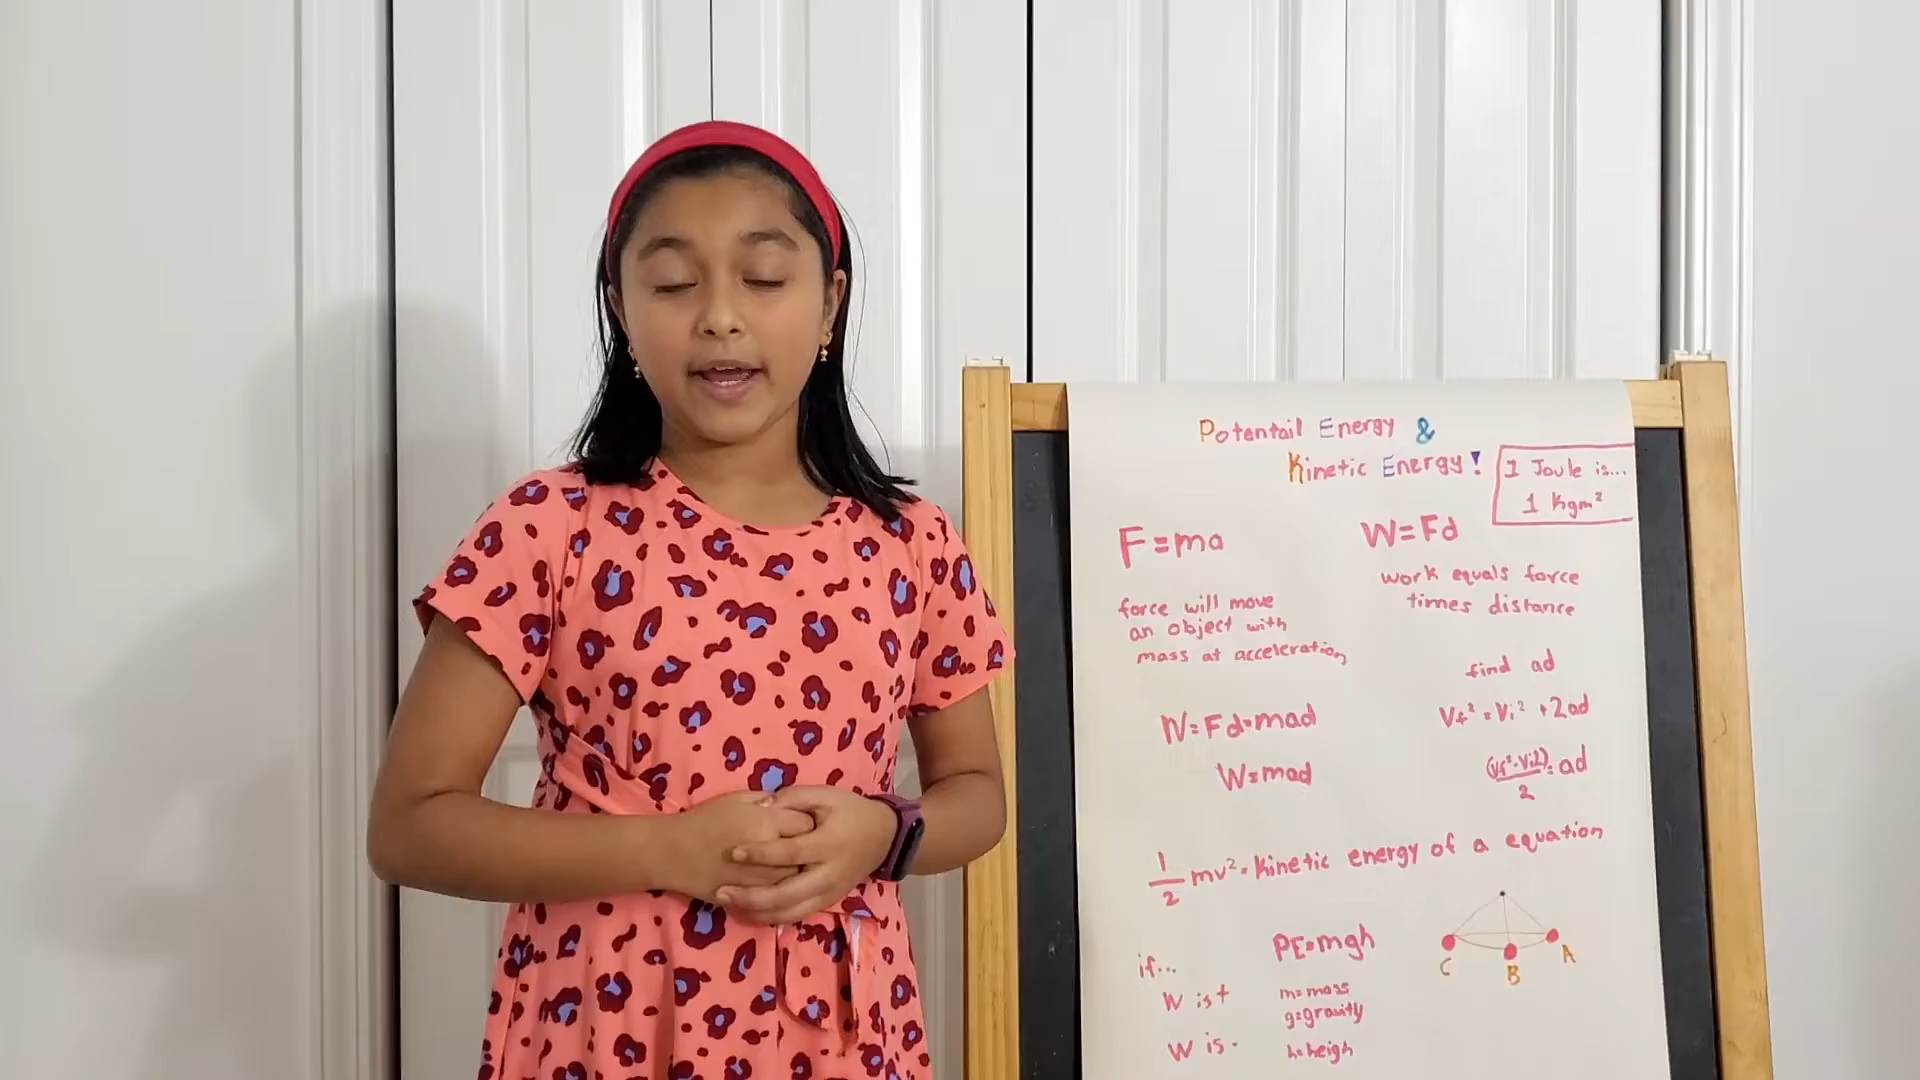 Potentail Energy &
Kinetic Energy!
1 Joule is...
1 Kgm²
F=ma
force will move
an object with
mass at acceleration
W=Fd
work equals force
times distance
W=Fd=mad
W=mad
find ad
Vf²=Vi²+2ad
(Vf²-Vi2)/2=ad
1/2 mv²=kinetic energy of a equation
if...
W is +
W is -
PE=mgh
m=mass
g=gravity
h=heigh
C B A